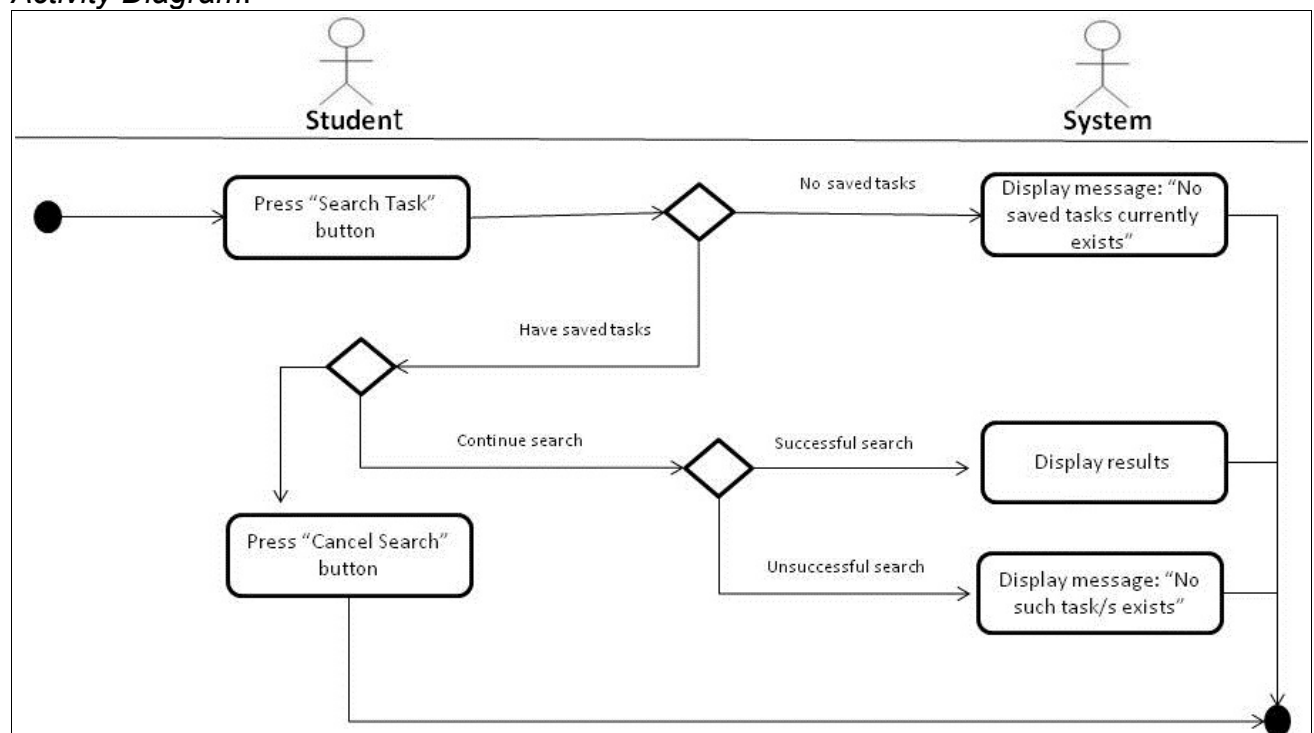 Activity Diagram:
Student
System
Press “Search Task”
button
No saved tasks
Display message: “No
saved tasks currently
exists”
Have saved tasks
Continue search
Successful search
Display results
Press “Cancel Search”
button
Unsuccessful search
Display message: “No
such task/s exists”